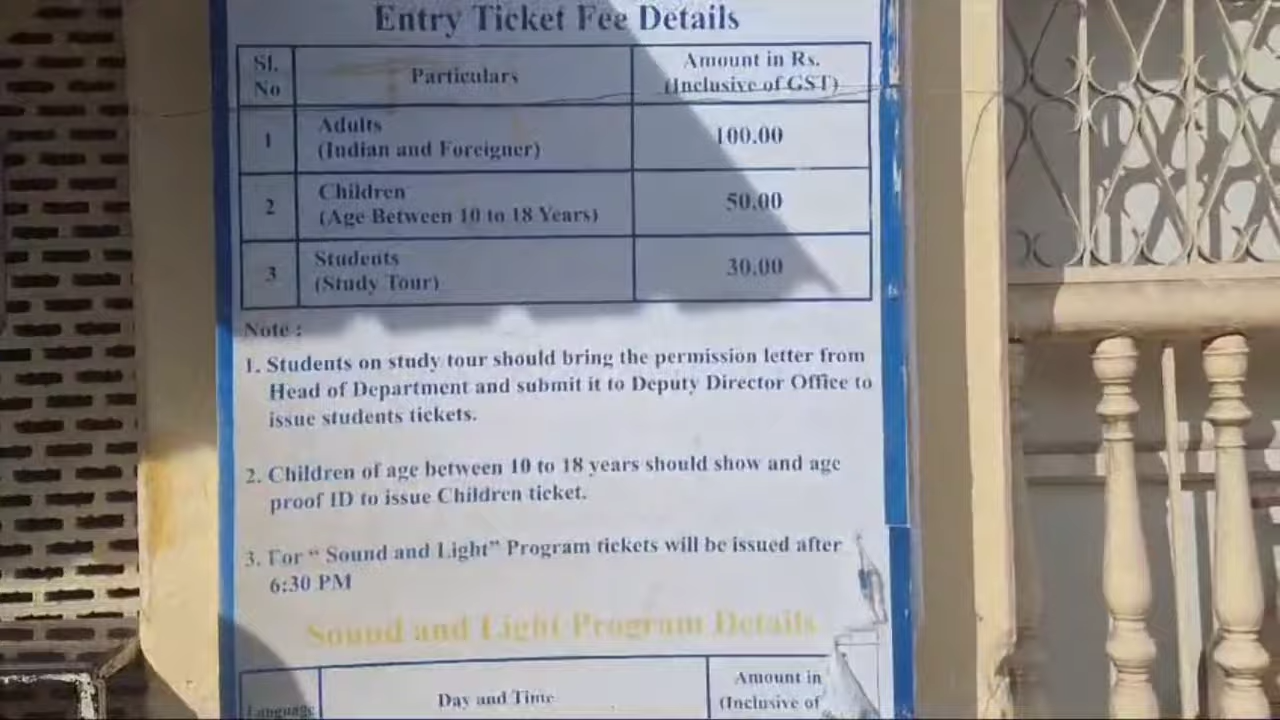 Entry Ticket Fee Details
Sl. No Particulars Amount in Rs. (Inclusive of GST)
1 Adults (Indian and Foreigner) 100.00
2 Children (Age Between 10 to 18 Years) 50.00
3 Students (Study Tour) 30.00
Note :
1. Students on study tour should bring the permission letter from
Head of Department and submit it to Deputy Director Office to
issue students tickets.
2. Children of age between 10 to 18 years should show and age
proof ID to issue Children ticket.
3. For “ Sound and Light” Program tickets will be issued after
6:30 PM
Sound and Light Program Details
Language Day and Time Amount in (Inclusive of